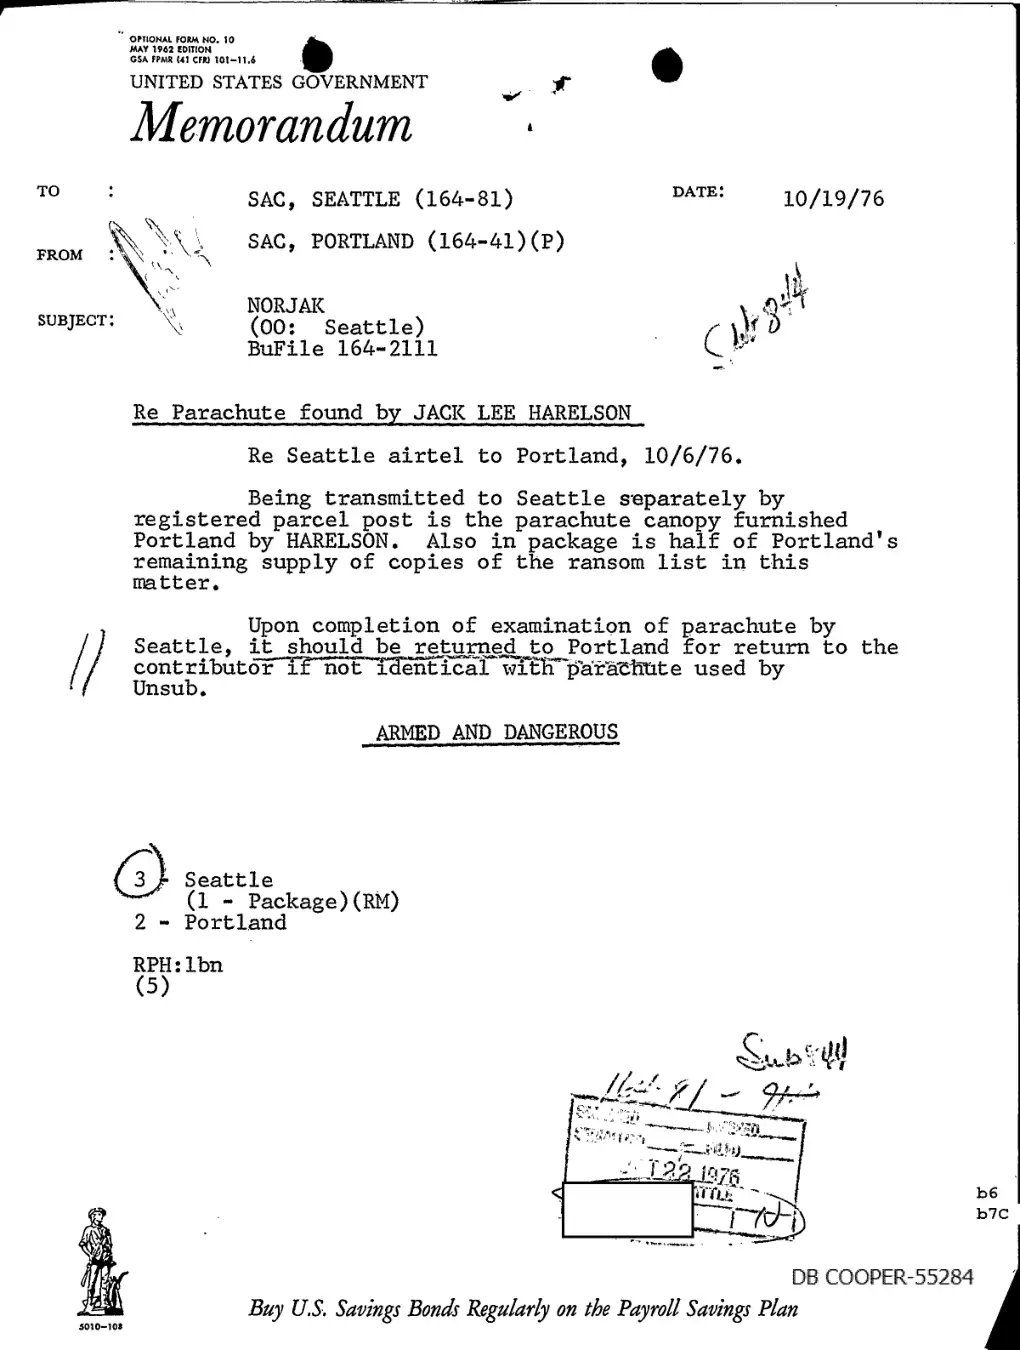 OPTIONAL FORM NO. 10
MAY 1962 EDITION
GSA FPMR (41 CFR) 101-11.6
UNITED STATES GOVERNMENT
Memorandum
TO : SAC, SEATTLE (164-81) DATE: 10/19/76
FROM : SAC, PORTLAND (164-41)(P)
SUBJECT: NORJAK
(OO: Seattle)
BuFile 164-2111
Sub 844
Re Parachute found by JACK LEE HARELSON
Re Seattle airtel to Portland, 10/6/76.
Being transmitted to Seattle separately by
registered parcel post is the parachute canopy furnished
Portland by HARELSON. Also in package is half of Portland's
remaining supply of copies of the ransom list in this
matter.
Upon completion of examination of parachute by
Seattle, it should be returned to Portland for return to the
contributor if not identical with parachute used by
Unsub.
ARMED AND DANGEROUS
3 - Seattle
(1 - Package)(RM)
2 - Portland
RPH:lbn
(5)
Sub 844
22 1976
b6
b7C
DB COOPER-55284
Buy U.S. Savings Bonds Regularly on the Payroll Savings Plan
5010-108